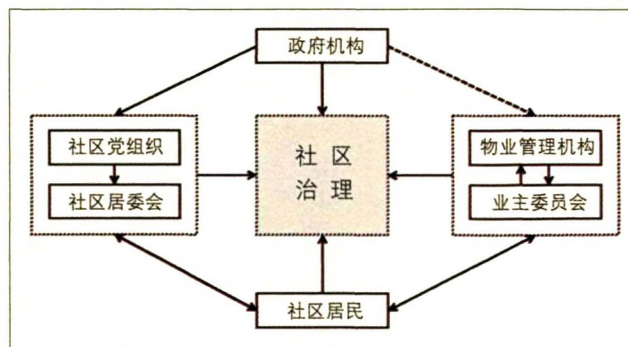 政府机构
社区党组织
社区居委会
社区
治理
物业管理机构
业主委员会
社区居民